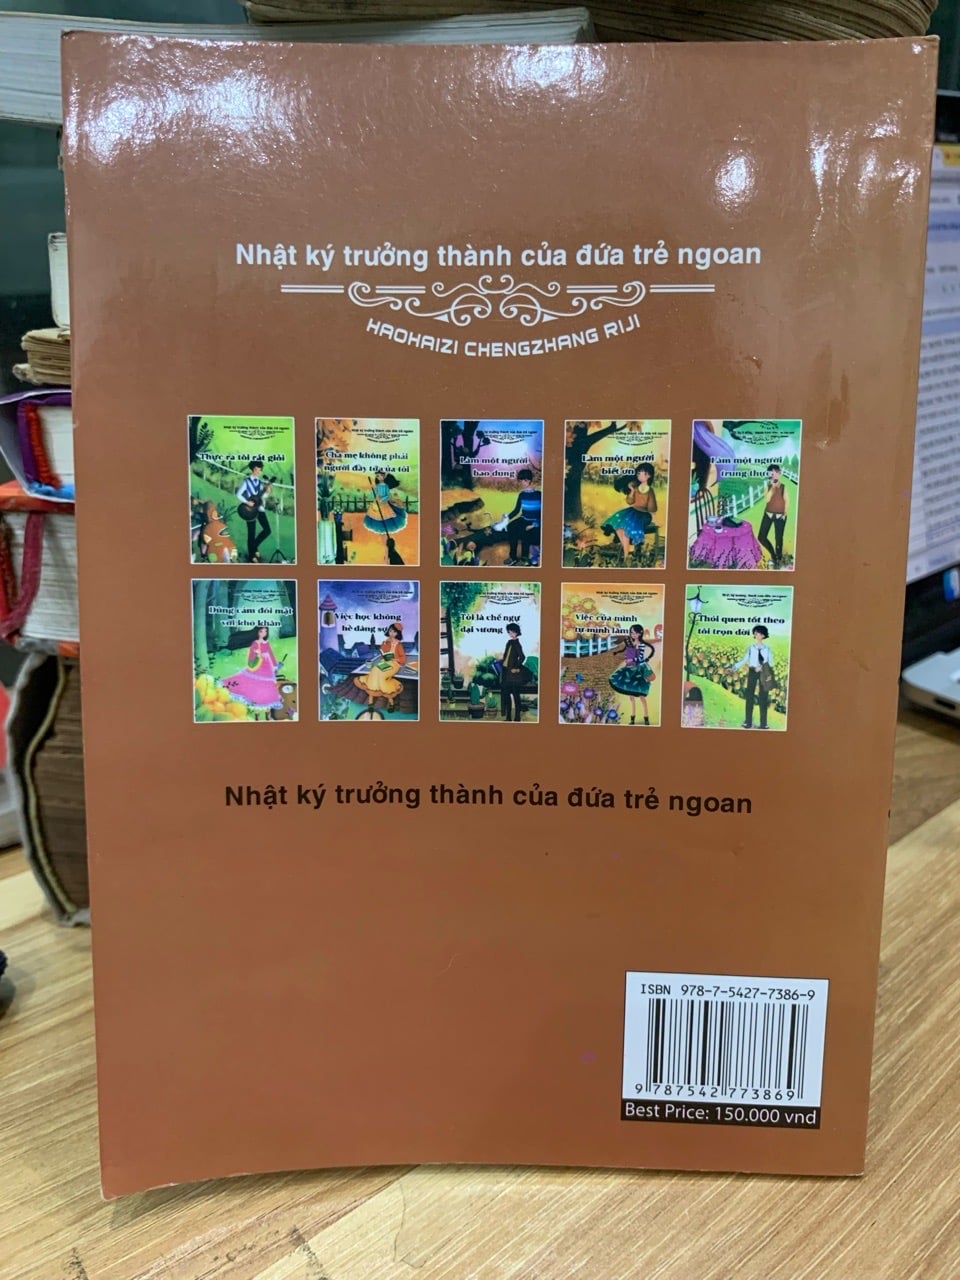 Nhật ký trưởng thành của đứa trẻ ngoan
HAOHAIZI CHENGZHANG RIJI
Thực ra tôi rất giỏi
Cha mẹ không phải
người đầy tớ của tôi
Làm một người
bao dung
Làm một người
biết ơn
Làm một người
trung thực
Dũng cảm đối mặt
với khó khăn
Việc học không
hề đáng sợ
Tôi là chế ngự
đại vương
Việc của mình
tự mình làm
Thói quen tốt theo
tôi trọn đời
Nhật ký trưởng thành của đứa trẻ ngoan
ISBN 978-7-5427-7386-9
9 787542 773869
Best Price: 150.000 vnd